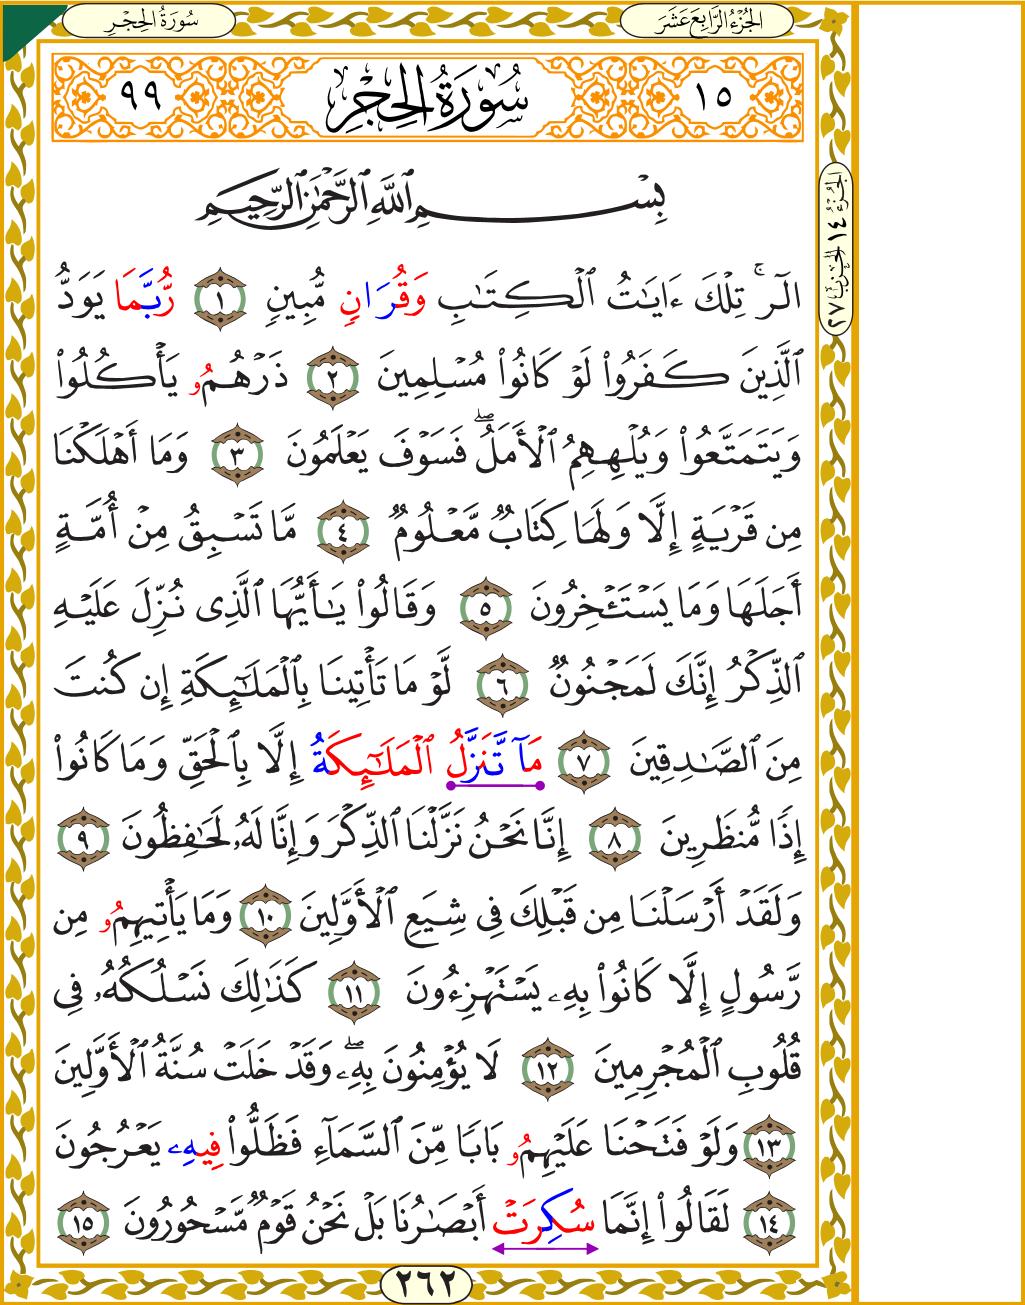 سُورَةُ الحِجْرِ الجُزْءُ الرَّابِعَ عَشَرَ
٩٩ سُورَةُ الحِجْرِ ١٥
بِسْمِ ٱللَّهِ ٱلرَّحْمَٰنِ ٱلرَّحِيمِ
الٓرۚ تِلْكَ ءَايَٰتُ ٱلْكِتَٰبِ وَقُرَانٖ مُّبِينٖ ١ رُّبَّمَا يَوَدُّ
ٱلَّذِينَ كَفَرُوا۟ لَوْ كَانُوا۟ مُسْلِمِينَ ٢ ذَرْهُمُۥ يَأْكُلُوا۟
وَيَتَمَتَّعُوا۟ وَيُلْهِهِمُ ٱلْأَمَلُۖ فَسَوْفَ يَعْلَمُونَ ٣ وَمَا أَهْلَكْنَا
مِن قَرْيَةٍ إِلَّا وَلَهَا كِتَابٌ مَّعْلُومٌ ٤ مَّا تَسْبِقُ مِنْ أُمَّةٍ
أَجَلَهَا وَمَا يَسْتَـْٔخِرُونَ ٥ وَقَالُوا۟ يَٰأَيُّهَا ٱلَّذِى نُزِّلَ عَلَيْهِ
ٱلذِّكْرُ إِنَّكَ لَمَجْنُونٌ ٦ لَّوْ مَا تَأْتِينَا بِٱلْمَلَٰٓئِكَةِ إِن كُنتَ
مِنَ ٱلصَّٰدِقِينَ ٧ مَآ تَّنَزَّلُ ٱلْمَلَٰٓئِكَةُ إِلَّا بِٱلْحَقِّ وَمَا كَانُوا۟
إِذًا مُّنظَرِينَ ٨ إِنَّا نَحْنُ نَزَّلْنَا ٱلذِّكْرَ وَإِنَّا لَهُۥ لَحَٰفِظُونَ ٩
وَلَقَدْ أَرْسَلْنَا مِن قَبْلِكَ فِى شِيَعِ ٱلْأَوَّلِينَ ١٠ وَمَا يَأْتِيهِمُۥ مِن
رَّسُولٍ إِلَّا كَانُوا۟ بِهِۦ يَسْتَهْزِءُونَ ١١ كَذَٰلِكَ نَسْلُكُهُۥ فِى
قُلُوبِ ٱلْمُجْرِمِينَ ١٢ لَا يُؤْمِنُونَ بِهِۦۖ وَقَدْ خَلَتْ سُنَّةُ ٱلْأَوَّلِينَ
١٣ وَلَوْ فَتَحْنَا عَلَيْهِمُۥ بَابًا مِّنَ ٱلسَّمَآءِ فَظَلُّوا۟ فِيهِۦ يَعْرُجُونَ
١٤ لَقَالُوا۟ إِنَّمَا سُكِرَتْ أَبْصَٰرُنَا بَلْ نَحْنُ قَوْمٌ مَّسْحُورُونَ ١٥
٢٦٢
الجُزْءُ ١٤ الحِزْبُ ٢٧